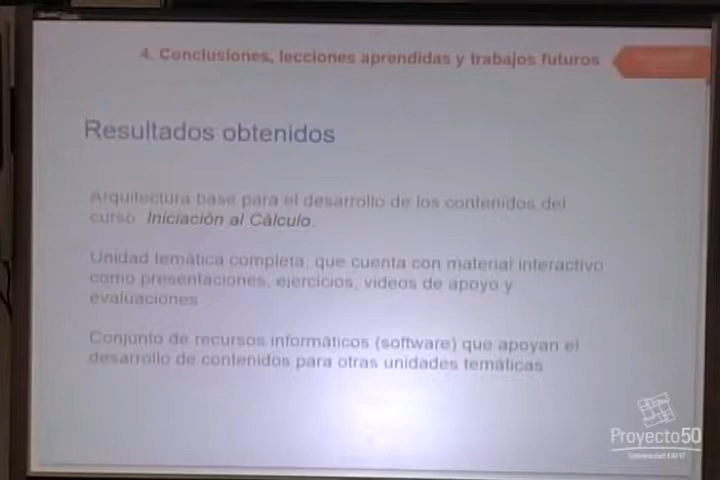 4. Conclusiones, lecciones aprendidas y trabajos futuros
Resultados obtenidos
Arquitectura base para el desarrollo de los contenidos del
curso Iniciación al Cálculo.
Unidad temática completa, que cuenta con material interactivo
como presentaciones, ejercicios, videos de apoyo y
evaluaciones
Conjunto de recursos informáticos (software) que apoyan el
desarrollo de contenidos para otras unidades temáticas
Proyecto50
Universidad EAFIT